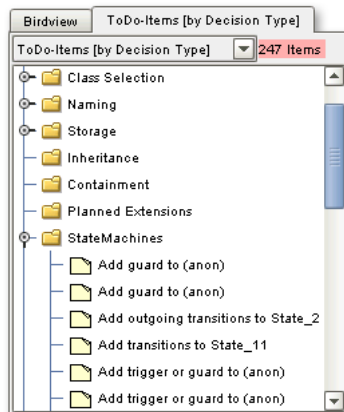 Birdview ToDo-Items [by Decision Type]
ToDo-Items [by Decision Type] 247 Items
Class Selection
Naming
Storage
Inheritance
Containment
Planned Extensions
StateMachines
Add guard to (anon)
Add guard to (anon)
Add outgoing transitions to State_2
Add transitions to State_11
Add trigger or guard to (anon)
Add trigger or guard to (anon)